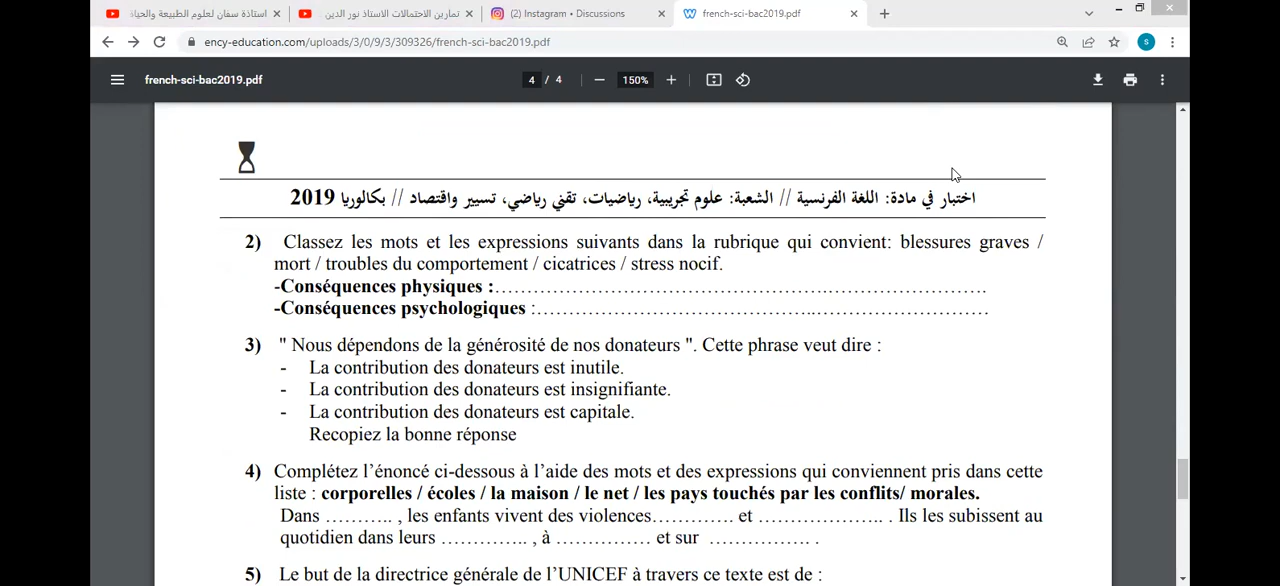 استاذة سفان لعلوم الطبيعة والحياة
تمارين الاحتمالات الاستاذ نور الدين
(2) Instagram • Discussions
french-sci-bac2019.pdf
ency-education.com/uploads/3/0/9/3/309326/french-sci-bac2019.pdf
s
french-sci-bac2019.pdf
4 / 4
150%
اختبار في مادة: اللغة الفرنسية // الشعبة: علوم تجريبية، رياضيات، تقني رياضي، تسيير واقتصاد // بكالوريا 2019
2) Classez les mots et les expressions suivants dans la rubrique qui convient: blessures graves /
mort / troubles du comportement / cicatrices / stress nocif.
-Conséquences physiques :……………………………………………….…………………….
-Conséquences psychologiques :……………………………………..………………………
3) " Nous dépendons de la générosité de nos donateurs ". Cette phrase veut dire :
- La contribution des donateurs est inutile.
- La contribution des donateurs est insignifiante.
- La contribution des donateurs est capitale.
Recopiez la bonne réponse
4) Complétez l’énoncé ci-dessous à l’aide des mots et des expressions qui conviennent pris dans cette
liste : corporelles / écoles / la maison / le net / les pays touchés par les conflits/ morales.
Dans ……….. , les enfants vivent des violences…………. et ……………….. . Ils les subissent au
quotidien dans leurs ………….. , à …………… et sur ……………. .
5) Le but de la directrice générale de l’UNICEF à travers ce texte est de :